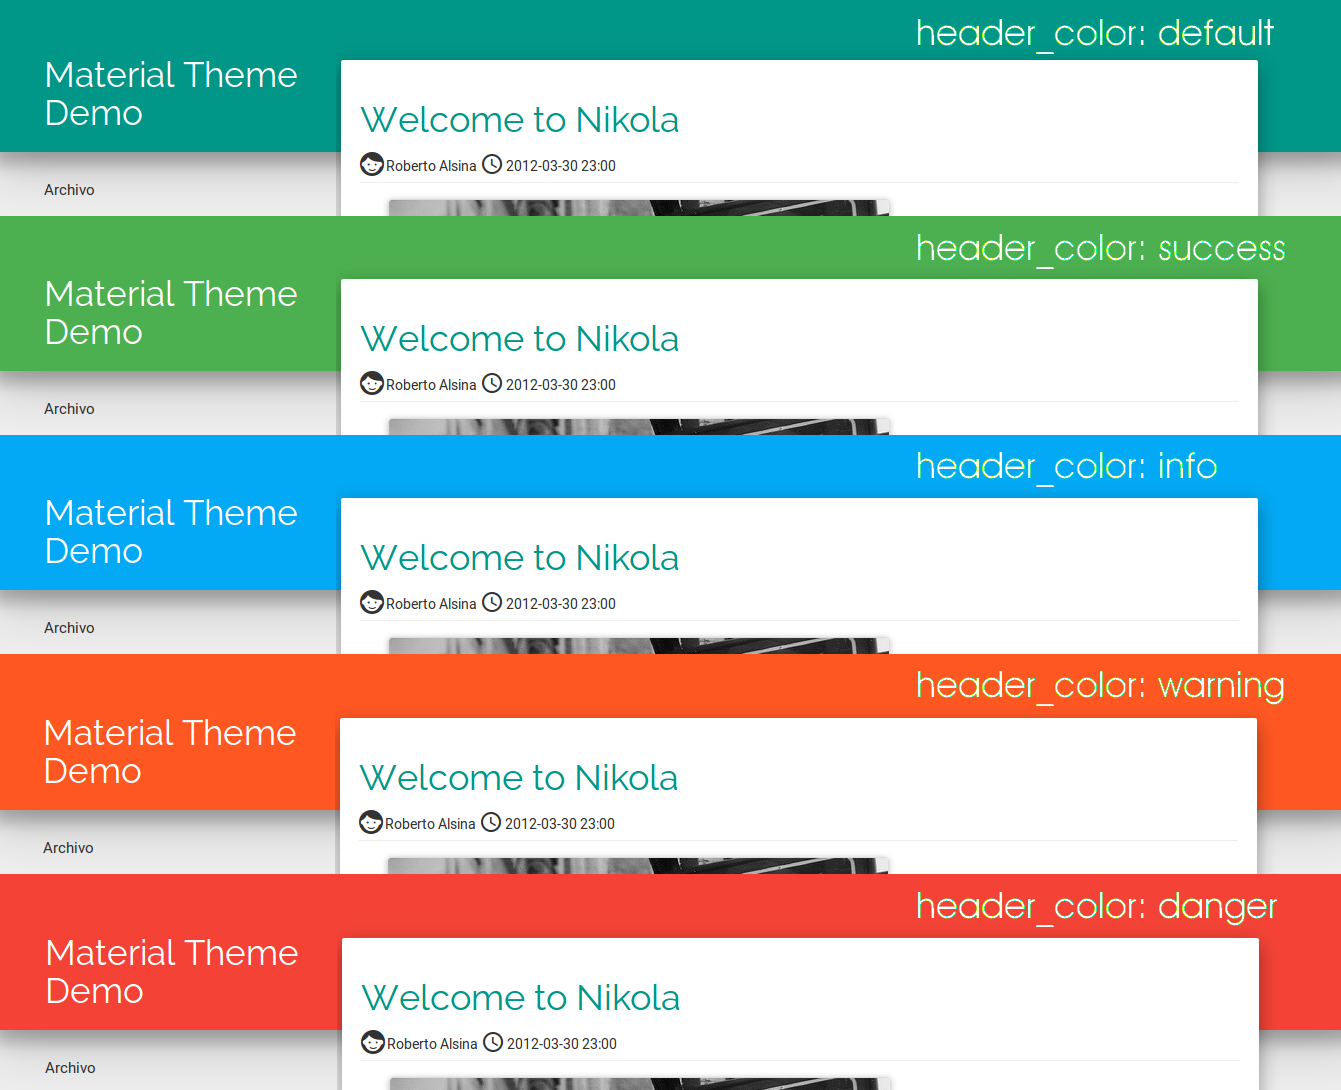 header_color: default
Material Theme
Demo
Welcome to Nikola
Roberto Alsina 2012-03-30 23:00
Archivo
header_color: success
Material Theme
Demo
Welcome to Nikola
Roberto Alsina 2012-03-30 23:00
Archivo
header_color: info
Material Theme
Demo
Welcome to Nikola
Roberto Alsina 2012-03-30 23:00
Archivo
header_color: warning
Material Theme
Demo
Welcome to Nikola
Roberto Alsina 2012-03-30 23:00
Archivo
header_color: danger
Material Theme
Demo
Welcome to Nikola
Roberto Alsina 2012-03-30 23:00
Archivo